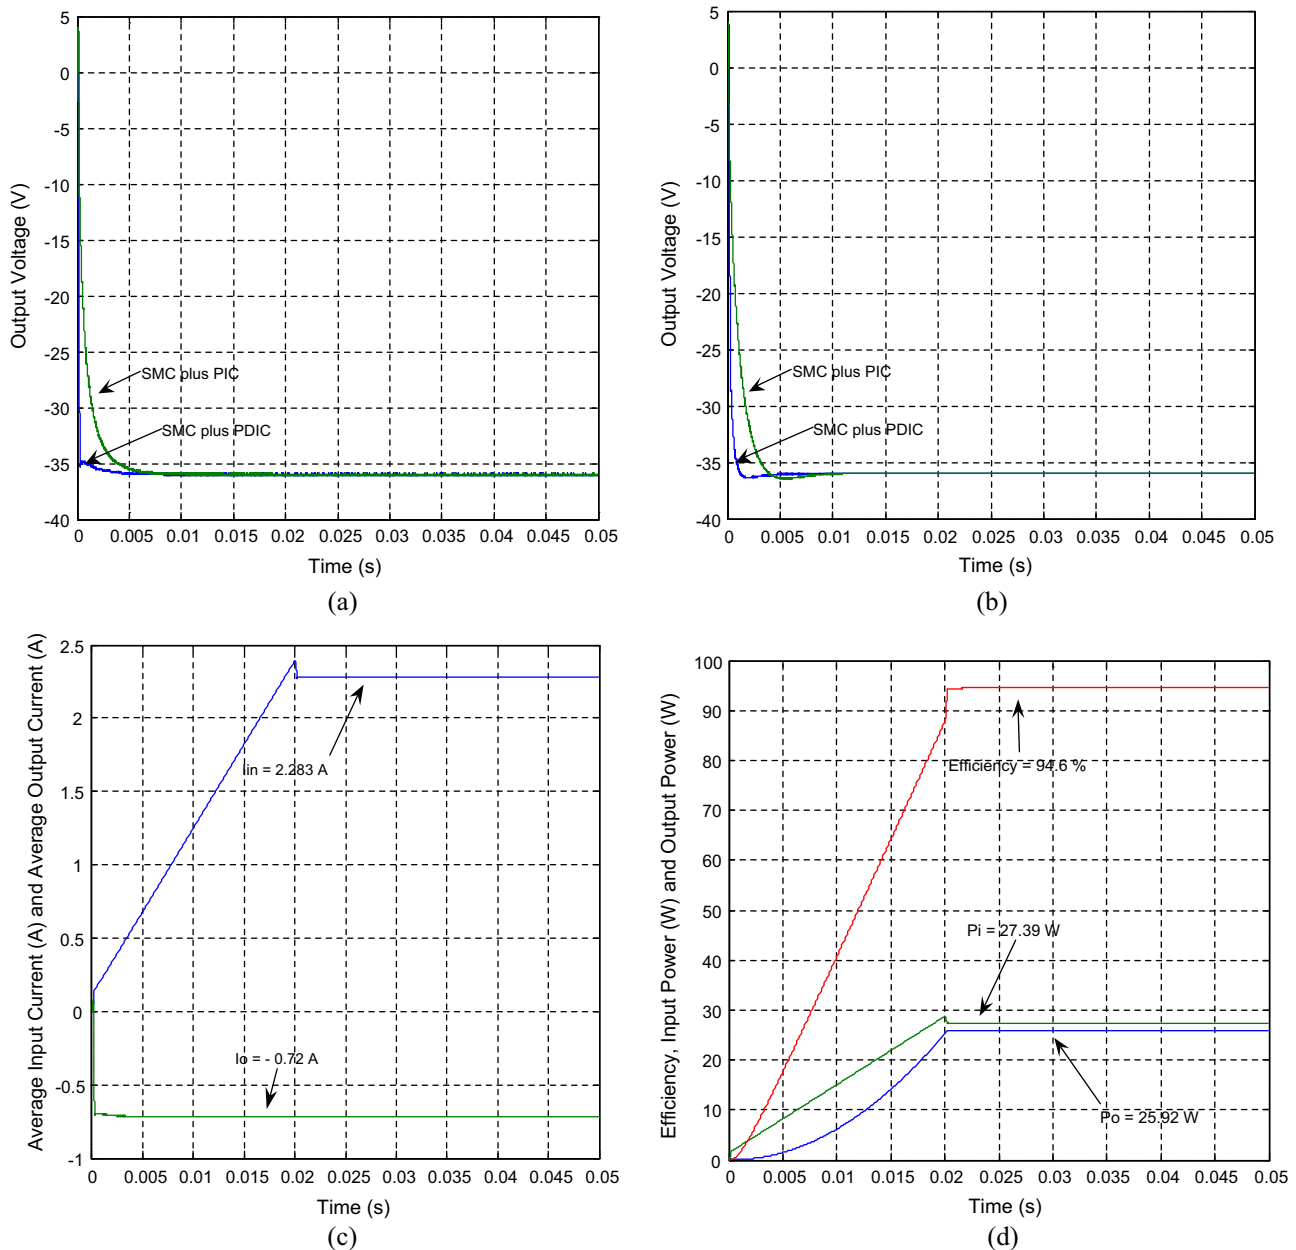 5
0
-5
-10
-15
-20
-25
-30
-35
-40
Output Voltage (V)
SMC plus PIC
SMC plus PDIC
0 0.005 0.01 0.015 0.02 0.025 0.03 0.035 0.04 0.045 0.05
Time (s)
(a)
5
0
-5
-10
-15
-20
-25
-30
-35
-40
Output Voltage (V)
SMC plus PIC
SMC plus PDIC
0 0.005 0.01 0.015 0.02 0.025 0.03 0.035 0.04 0.045 0.05
Time (s)
(b)
2.5
2
1.5
1
0.5
0
-0.5
-1
Average Input Current (A) and Average Output Current (A)
Iin = 2.283 A
Io = - 0.72 A
0 0.005 0.01 0.015 0.02 0.025 0.03 0.035 0.04 0.045 0.05
Time (s)
(c)
100
90
80
70
60
50
40
30
20
10
0
Efficiency, Input Power (W) and Output Power (W)
Efficiency = 94.6 %
Pi = 27.39 W
Po = 25.92 W
0 0.005 0.01 0.015 0.02 0.025 0.03 0.035 0.04 0.045 0.05
Time (s)
(d)